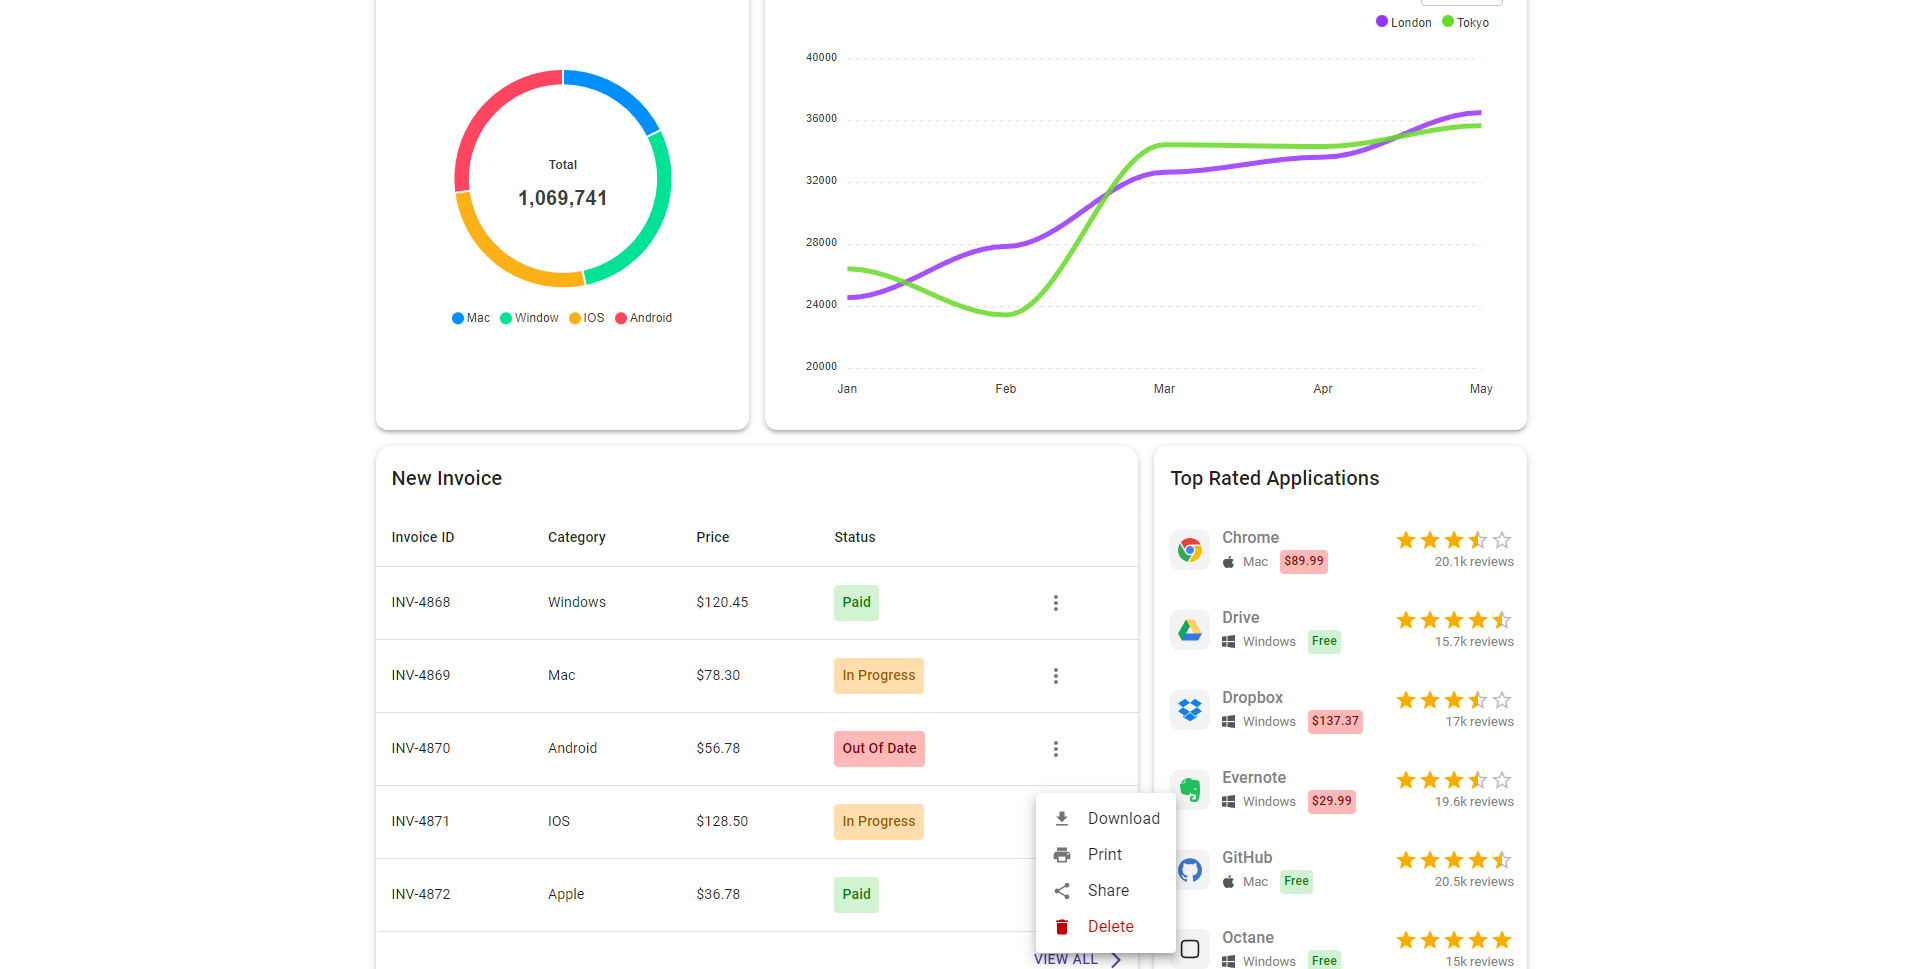 Total
1,069,741
Mac Window IOS Android
London Tokyo
40000
36000
32000
28000
24000
20000
Jan Feb Mar Apr May
New Invoice
Invoice ID Category Price Status
INV-4868 Windows $120.45 Paid
INV-4869 Mac $78.30 In Progress
INV-4870 Android $56.78 Out Of Date
INV-4871 IOS $128.50 In Progress
INV-4872 Apple $36.78 Paid
VIEW ALL
Download
Print
Share
Delete
Top Rated Applications
Chrome
Mac $89.99 20.1k reviews
Drive
Windows Free 15.7k reviews
Dropbox
Windows $137.37 17k reviews
Evernote
Windows $29.99 19.6k reviews
GitHub
Mac Free 20.5k reviews
Octane
Windows Free 15k reviews